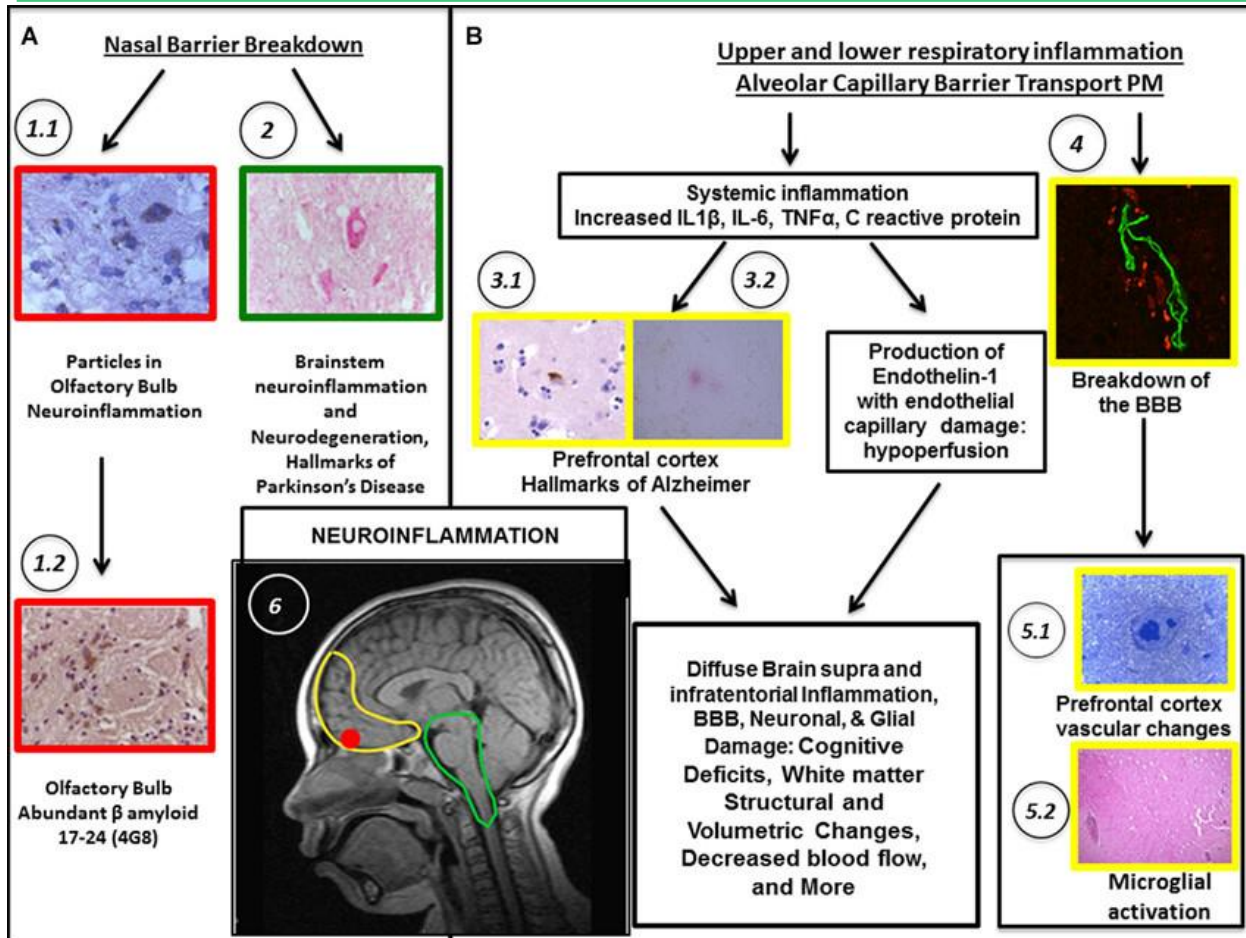 A
Nasal Barrier Breakdown
1.1
2
Particles in
Olfactory Bulb
Neuroinflammation
Brainstem
neuroinflammation
and
Neurodegeneration,
Hallmarks of
Parkinson's Disease
1.2
Olfactory Bulb
Abundant β amyloid
17-24 (4G8)
B
Upper and lower respiratory inflammation
Alveolar Capillary Barrier Transport PM
Systemic inflammation
Increased IL1β, IL-6, TNFα, C reactive protein
4
3.1
3.2
Prefrontal cortex
Hallmarks of Alzheimer
Production of
Endothelin-1
with endothelial
capillary damage:
hypoperfusion
Breakdown of
the BBB
NEUROINFLAMMATION
6
Diffuse Brain supra and
infratentorial Inflammation,
BBB, Neuronal, & Glial
Damage: Cognitive
Deficits, White matter
Structural and
Volumetric Changes,
Decreased blood flow,
and More
5.1
Prefrontal cortex
vascular changes
5.2
Microglial
activation